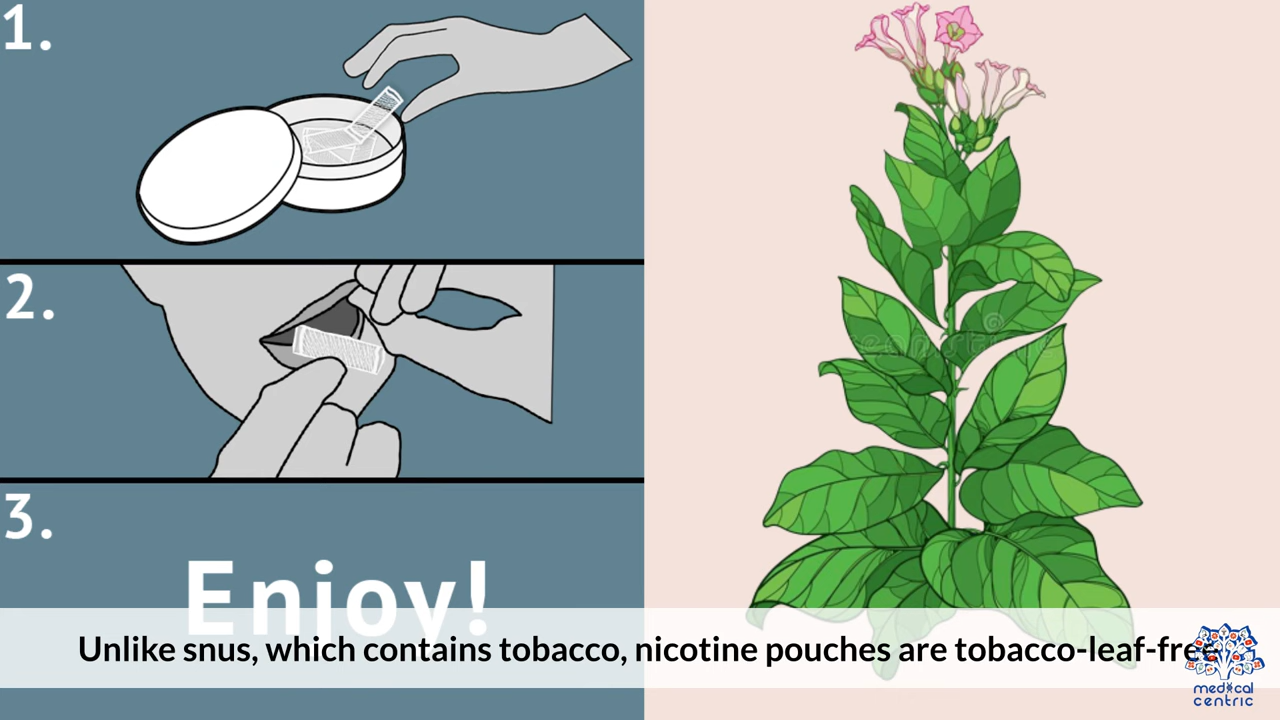 1.
2.
3.
Enjoy!
Unlike snus, which contains tobacco, nicotine pouches are tobacco-leaf-free
medical
centric